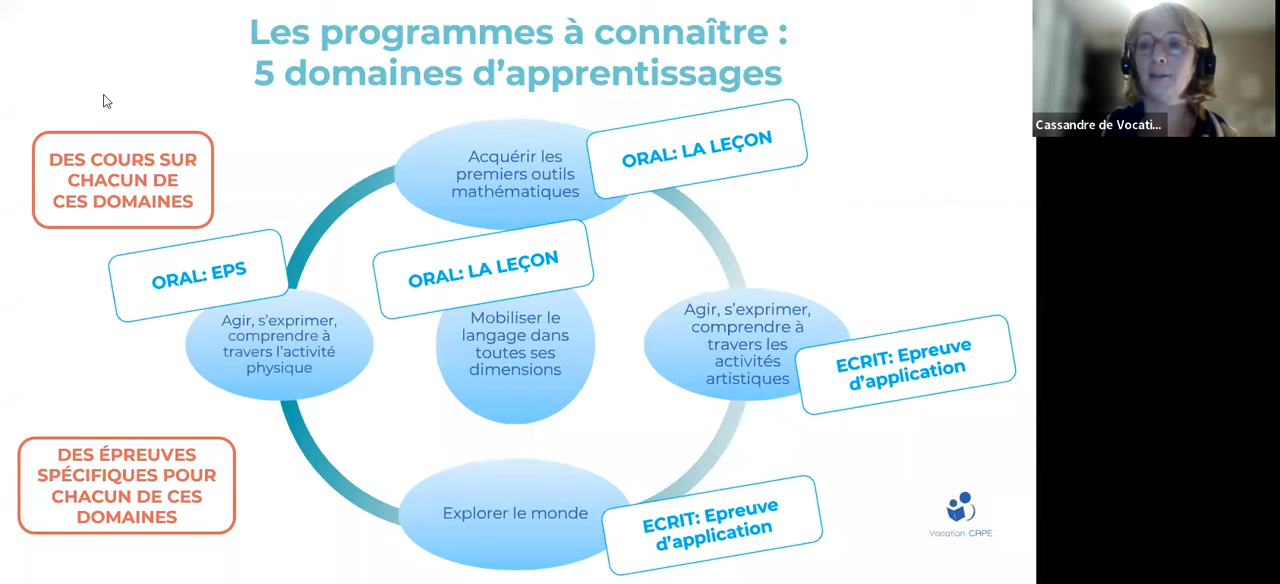 Les programmes à connaître :
5 domaines d'apprentissages
Cassandre de Vocati...
DES COURS SUR
CHACUN DE
CES DOMAINES
Acquérir les
premiers outils
mathématiques
ORAL: LA LEÇON
ORAL: EPS
ORAL: LA LEÇON
Agir, s'exprimer,
comprendre à
travers l'activité
physique
Mobiliser le
langage dans
toutes ses
dimensions
Agir, s'exprimer,
comprendre à
travers les
activités
artistiques
ECRIT: Epreuve
d'application
DES ÉPREUVES
SPÉCIFIQUES POUR
CHACUN DE CES
DOMAINES
Explorer le monde
ECRIT: Epreuve
d'application
Vocation-CRPE